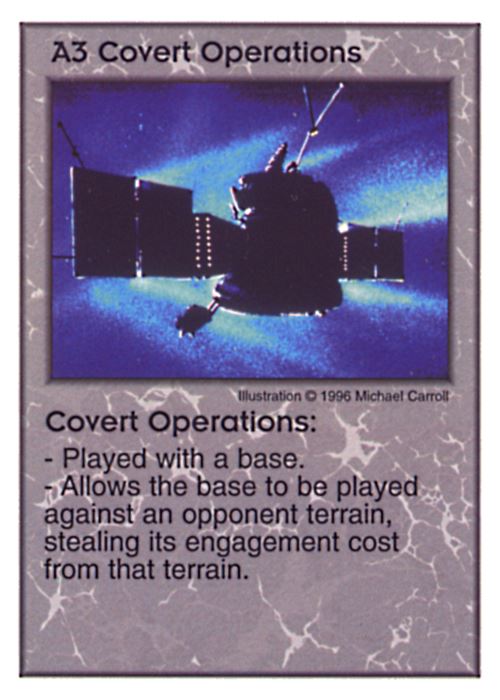 A3 Covert Operations
Illustration © 1996 Michael Carroll
Covert Operations:
- Played with a base.
- Allows the base to be played
against an opponent terrain,
stealing its engagement cost
from that terrain.